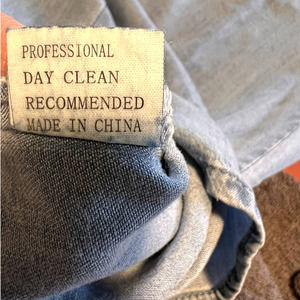 PROFESSIONAL
DAY CLEAN
RECOMMENDED
MADE IN CHINA